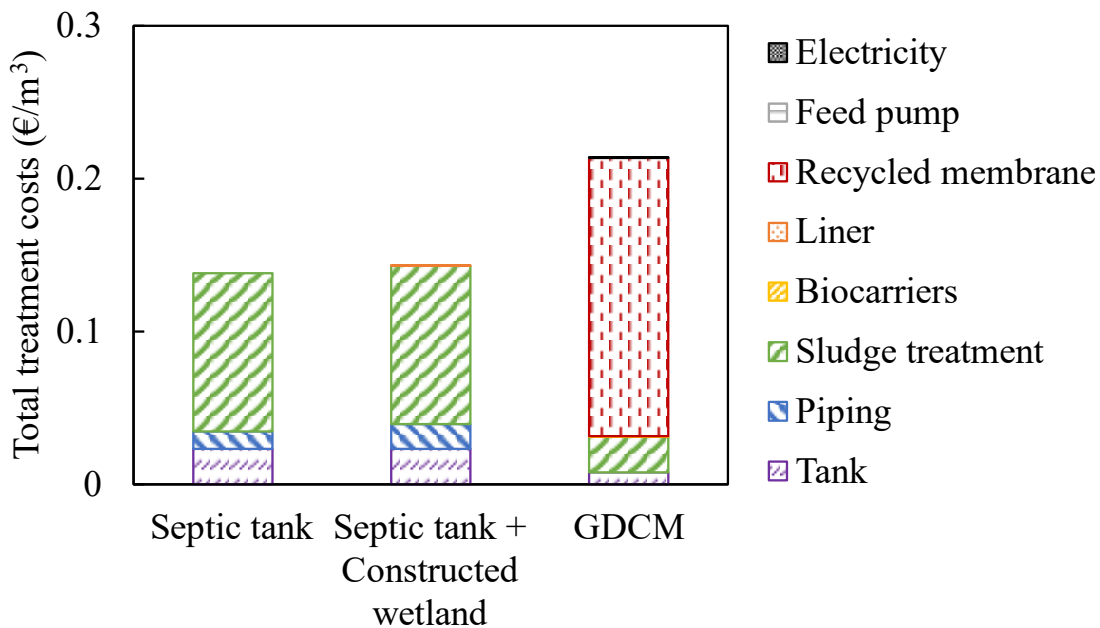 Total treatment costs (€/m³)
0.3
0.2
0.1
0
Septic tank
Septic tank +
Constructed
wetland
GDCM
Electricity
Feed pump
Recycled membrane
Liner
Biocarriers
Sludge treatment
Piping
Tank